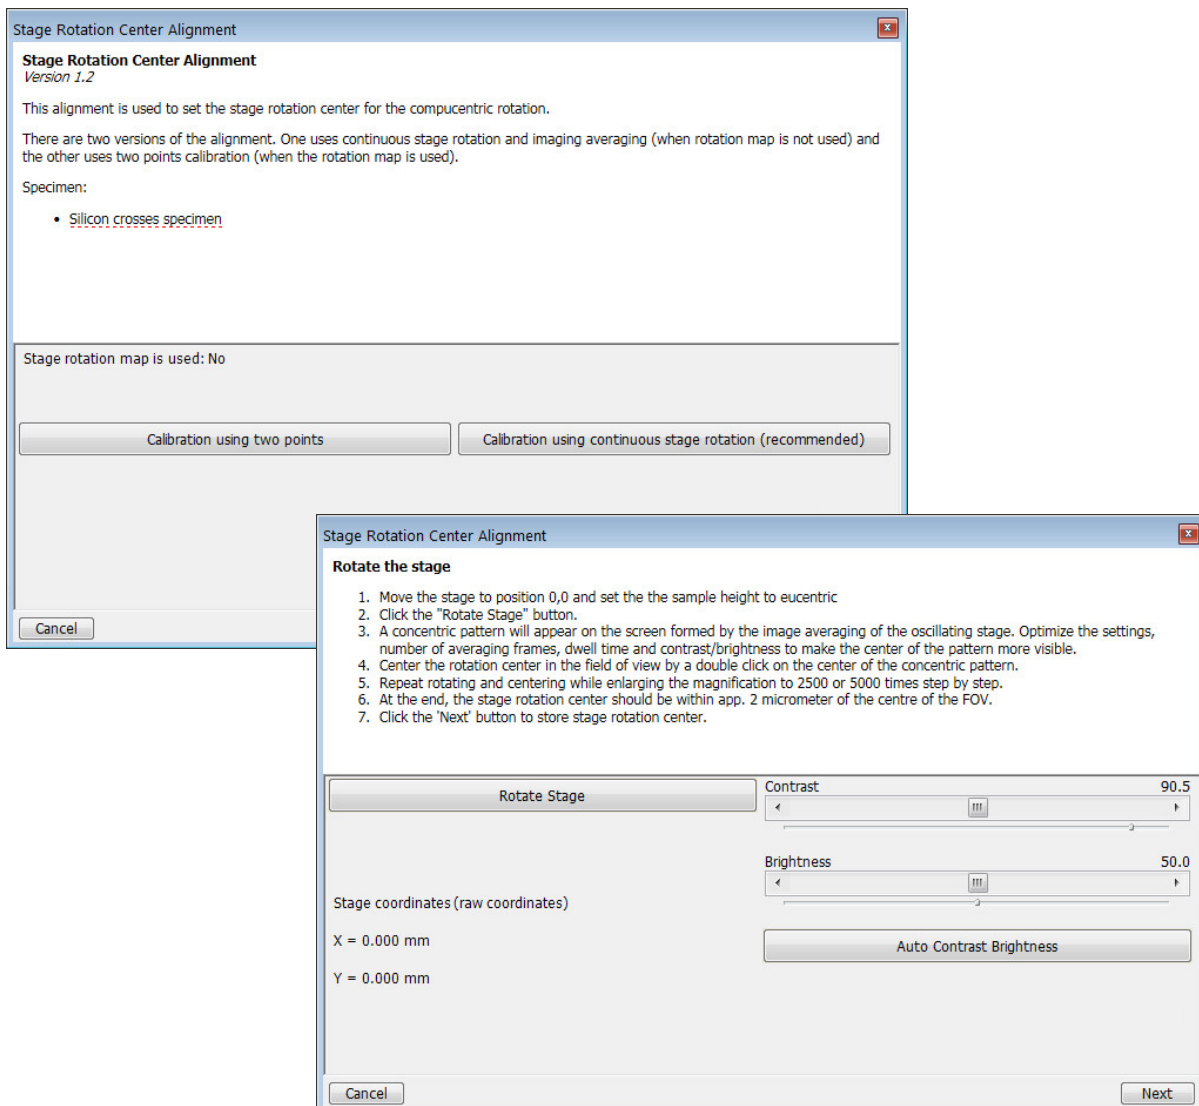 Stage Rotation Center Alignment
Stage Rotation Center Alignment
Version 1.2
This alignment is used to set the stage rotation center for the compucentric rotation.
There are two versions of the alignment. One uses continuous stage rotation and imaging averaging (when rotation map is not used) and
the other uses two points calibration (when the rotation map is used).
Specimen:
• Silicon crosses specimen
Stage rotation map is used: No
Calibration using two points
Calibration using continuous stage rotation (recommended)
Cancel
Stage Rotation Center Alignment
Rotate the stage
1. Move the stage to position 0,0 and set the the sample height to eucentric
2. Click the "Rotate Stage" button.
3. A concentric pattern will appear on the screen formed by the image averaging of the oscillating stage. Optimize the settings,
number of averaging frames, dwell time and contrast/brightness to make the center of the pattern more visible.
4. Center the rotation center in the field of view by a double click on the center of the concentric pattern.
5. Repeat rotating and centering while enlarging the magnification to 2500 or 5000 times step by step.
6. At the end, the stage rotation center should be within app. 2 micrometer of the centre of the FOV.
7. Click the 'Next' button to store stage rotation center.
Rotate Stage
Contrast 90.5
Brightness 50.0
Stage coordinates (raw coordinates)
X = 0.000 mm
Auto Contrast Brightness
Y = 0.000 mm
Cancel
Next